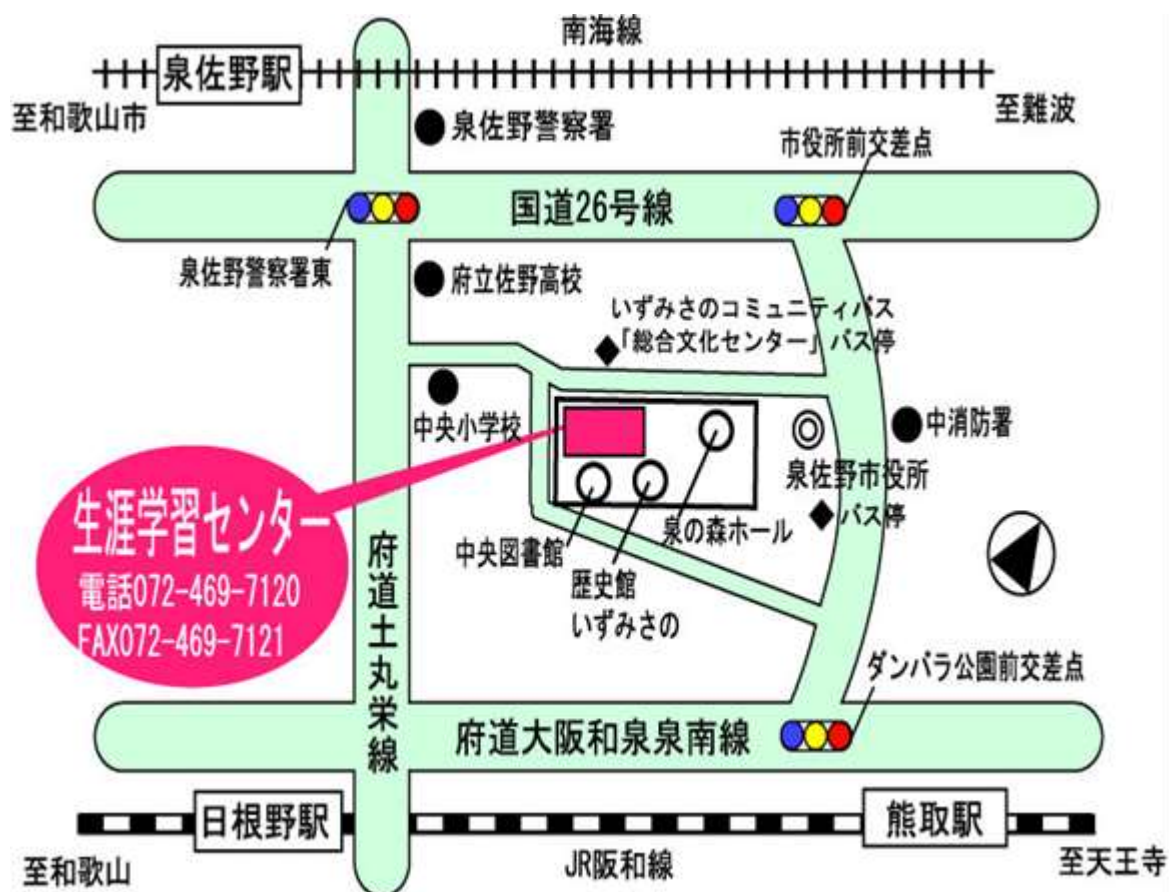 南海線
泉佐野駅
至和歌山市
至難波
泉佐野警察署
市役所前交差点
国道26号線
泉佐野警察署東
府立佐野高校
いずみさのコミュニティバス
「総合文化センター」バス停
中央小学校
中消防署
泉佐野市役所
バス停
泉の森ホール
中央図書館
歴史館
いずみさの
生涯学習センター
電話072-469-7120
FAX072-469-7121
府道土丸栄線
ダンバラ公園前交差点
府道大阪和泉泉南線
日根野駅
熊取駅
至和歌山
JR阪和線
至天王寺